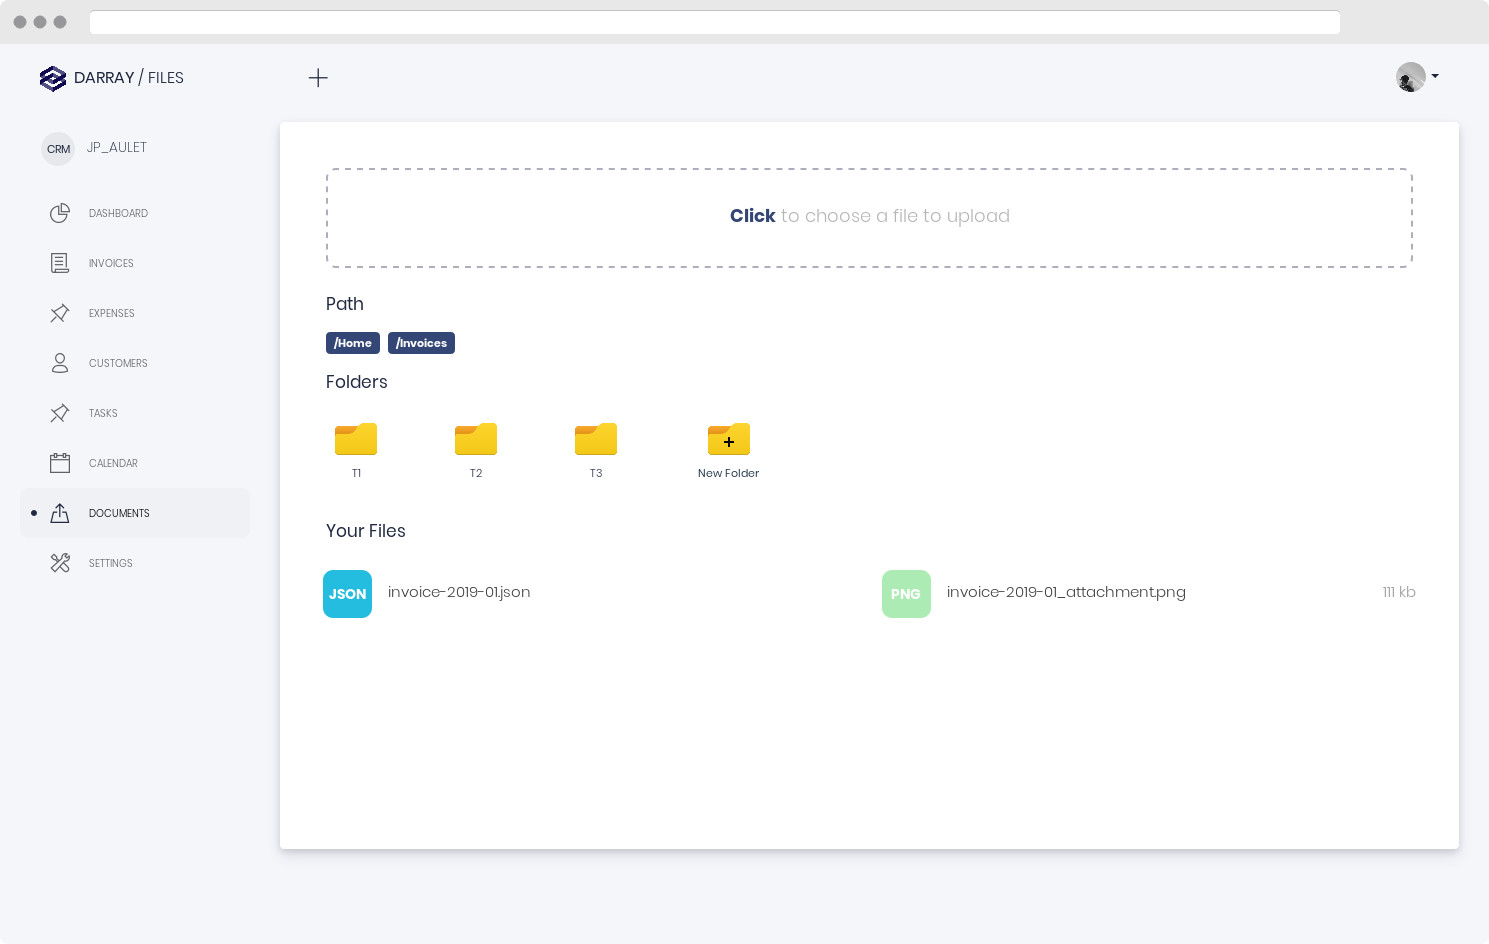 DARRAY / FILES
CRM JP_AULET
DASHBOARD
INVOICES
EXPENSES
CUSTOMERS
TASKS
CALENDAR
DOCUMENTS
SETTINGS
Click to choose a file to upload
Path
/Home /Invoices
Folders
T1 T2 T3 New Folder
Your Files
JSON invoice-2019-01.json
PNG invoice-2019-01_attachment.png 111 kb